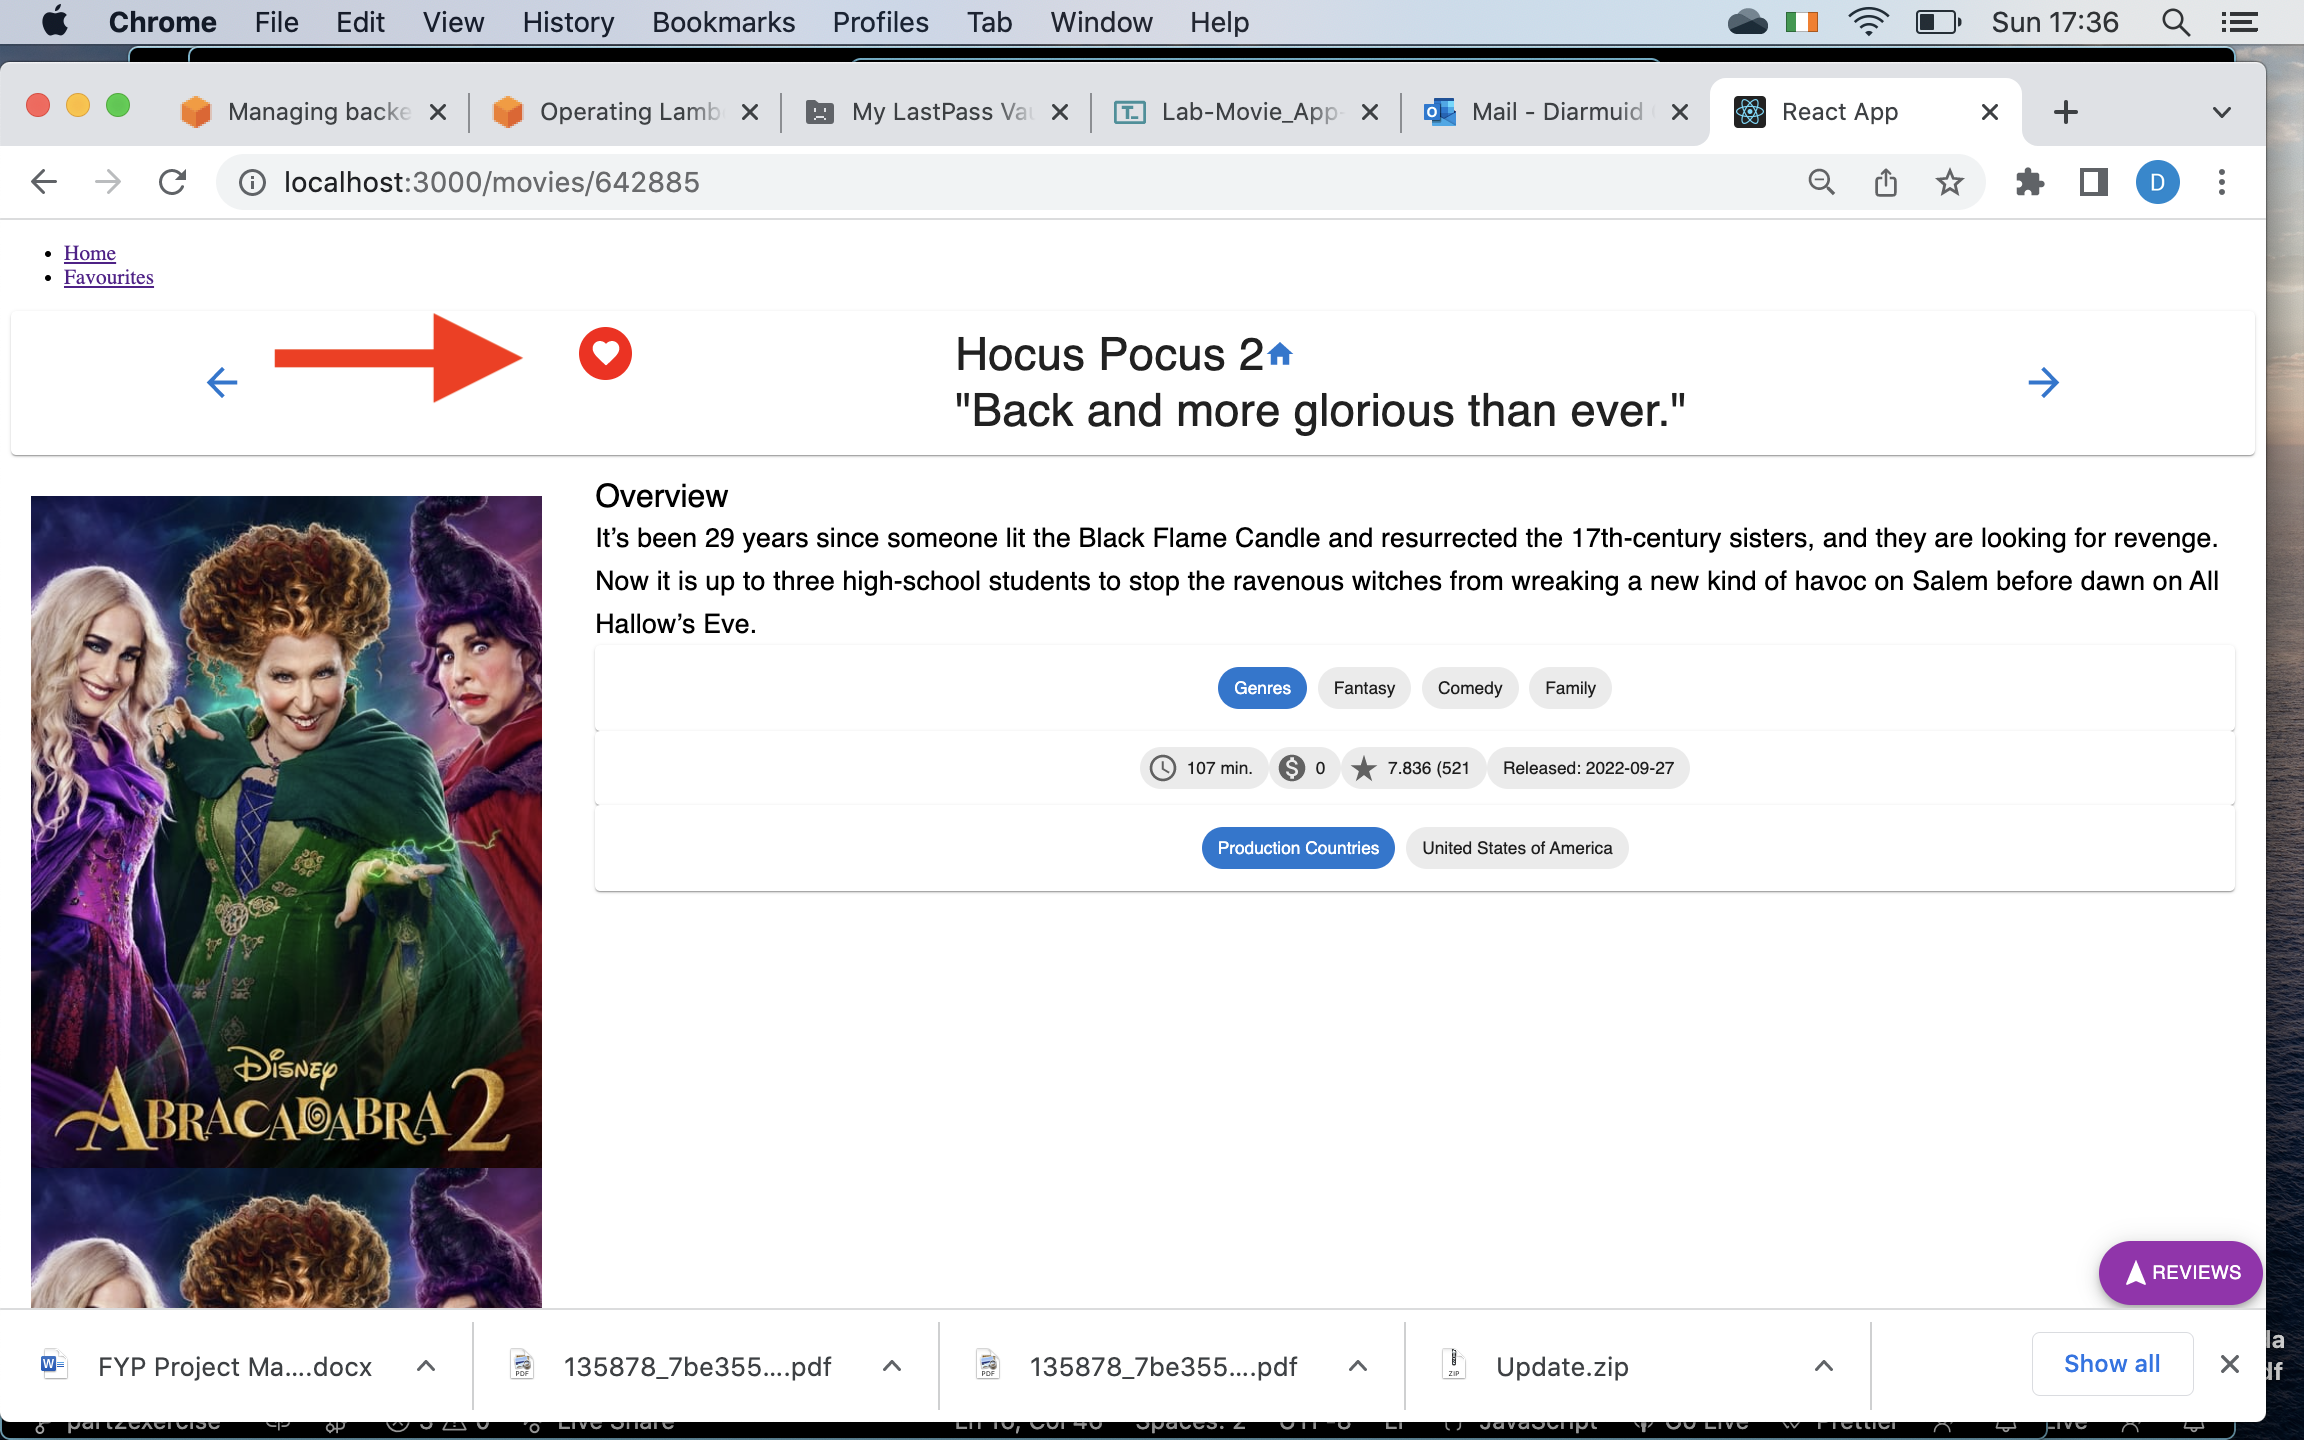 Chrome File Edit View History Bookmarks Profiles Tab Window Help Sun 17:36
Managing backe Operating Lamb My LastPass Va Lab-Movie_App- Mail - Diarmuid React App
localhost:3000/movies/642885 D
Home
Favourites
Hocus Pocus 2
"Back and more glorious than ever."
Overview
It’s been 29 years since someone lit the Black Flame Candle and resurrected the 17th-century sisters, and they are looking for revenge.
Now it is up to three high-school students to stop the ravenous witches from wreaking a new kind of havoc on Salem before dawn on All
Hallow’s Eve.
Genres Fantasy Comedy Family
107 min. 0 7.836 (521 Released: 2022-09-27
Production Countries United States of America
DISNEY
ABRACADABRA 2
REVIEWS
FYP Project Ma....docx 135878_7be355....pdf 135878_7be355....pdf Update.zip Show all